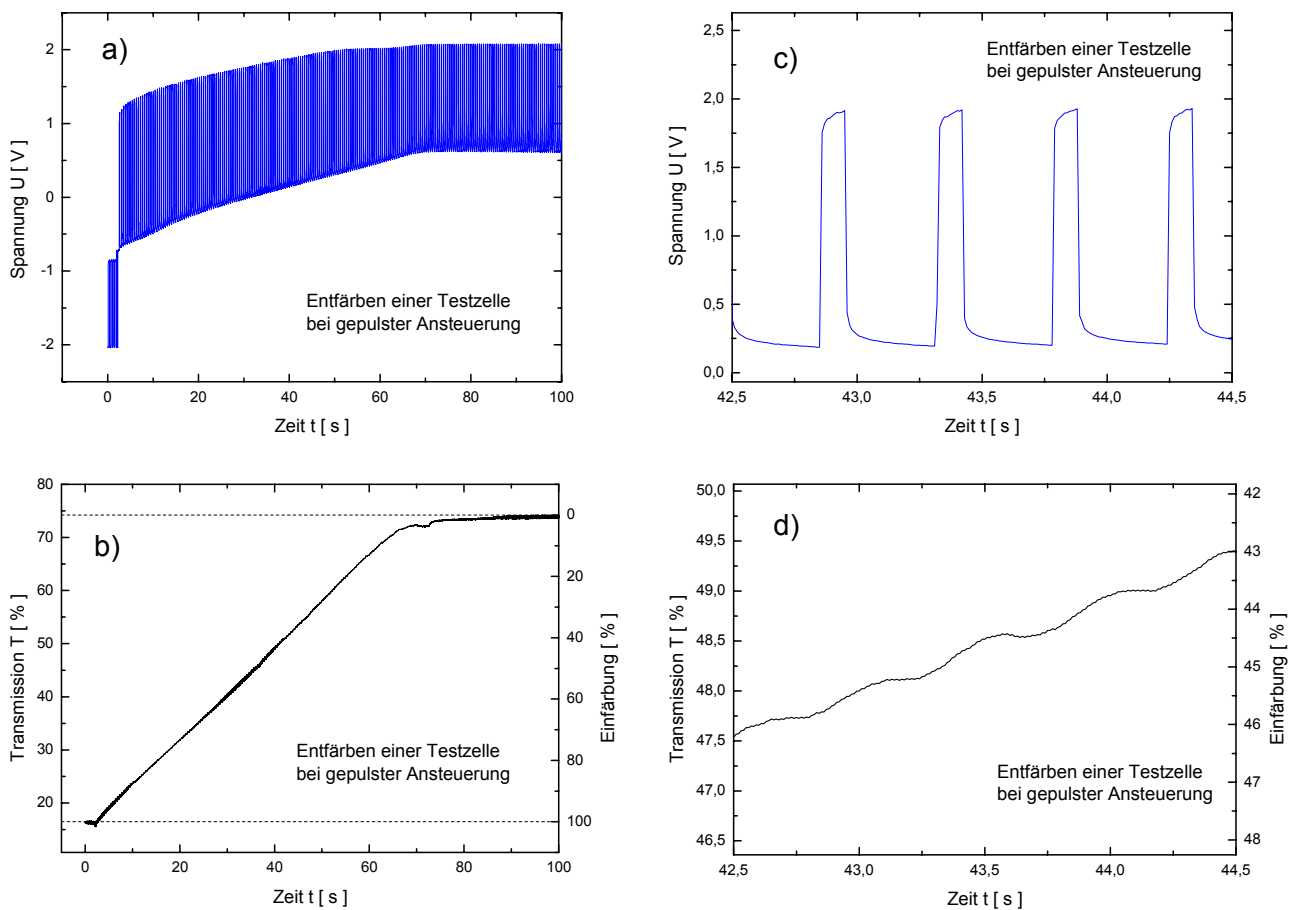 a)
Spannung U [ V ]
2
1
0
-1
-2
Entfärben einer Testzelle
bei gepulster Ansteuerung
0
20
40
60
80
100
Zeit t [ s ]
c)
Spannung U [ V ]
2,5
2,0
1,5
1,0
0,5
0,0
Entfärben einer Testzelle
bei gepulster Ansteuerung
42,5
43,0
43,5
44,0
44,5
Zeit t [ s ]
b)
Transmission T [ % ]
80
70
60
50
40
30
20
Entfärben einer Testzelle
bei gepulster Ansteuerung
0
20
40
60
80
100
Einfärbung [ % ]
0
20
40
60
80
100
Zeit t [ s ]
d)
Transmission T [ % ]
50,0
49,5
49,0
48,5
48,0
47,5
47,0
46,5
Entfärben einer Testzelle
bei gepulster Ansteuerung
42
43
44
45
46
47
48
Einfärbung [ % ]
42,5
43,0
43,5
44,0
44,5
Zeit t [ s ]